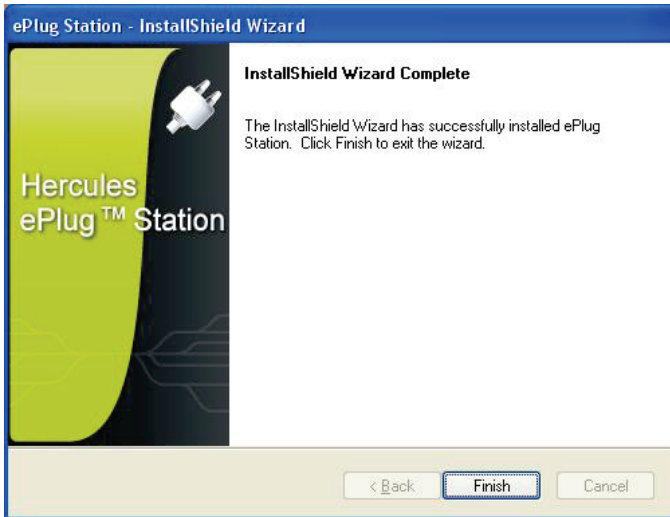 ePlug Station - InstallShield Wizard
InstallShield Wizard Complete
The InstallShield Wizard has successfully installed ePlug
Station. Click Finish to exit the wizard.
Hercules
ePlug™ Station
< Back
Finish
Cancel